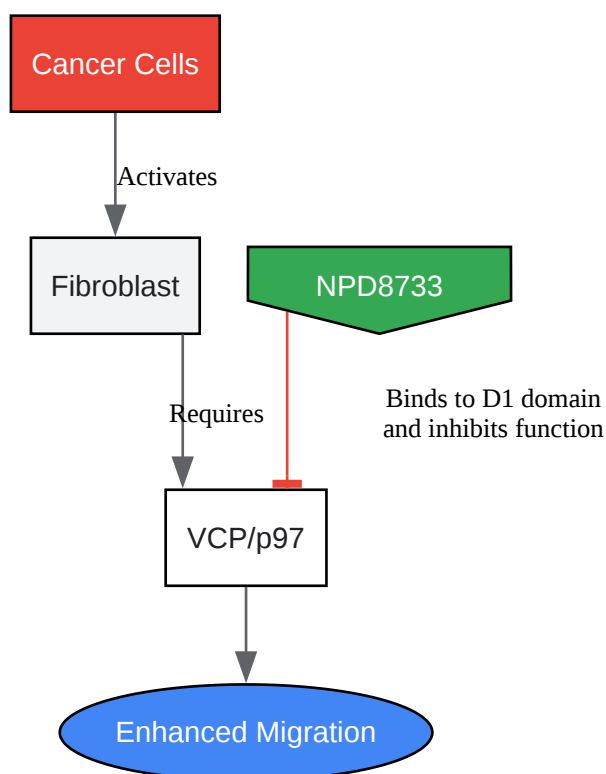 Cancer Cells
Activates
Fibroblast
NPD8733
Requires
Binds to D1 domain
and inhibits function
VCP/p97
Enhanced Migration